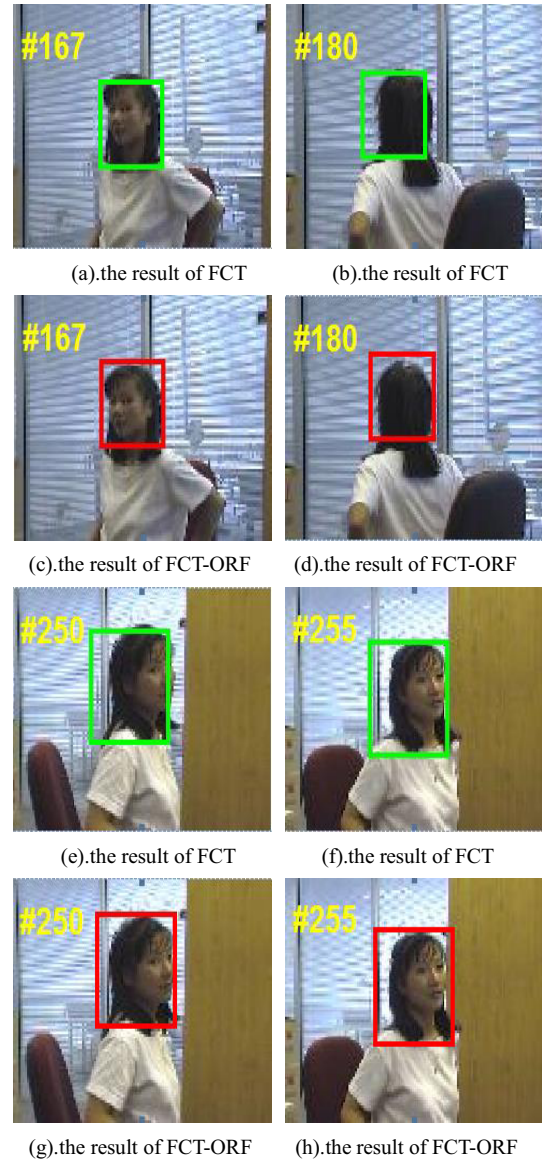 #167
#180
(a).the result of FCT
(b).the result of FCT
#167
#180
(c).the result of FCT-ORF
(d).the result of FCT-ORF
#250
#255
(e).the result of FCT
(f).the result of FCT
#250
#255
(g).the result of FCT-ORF
(h).the result of FCT-ORF